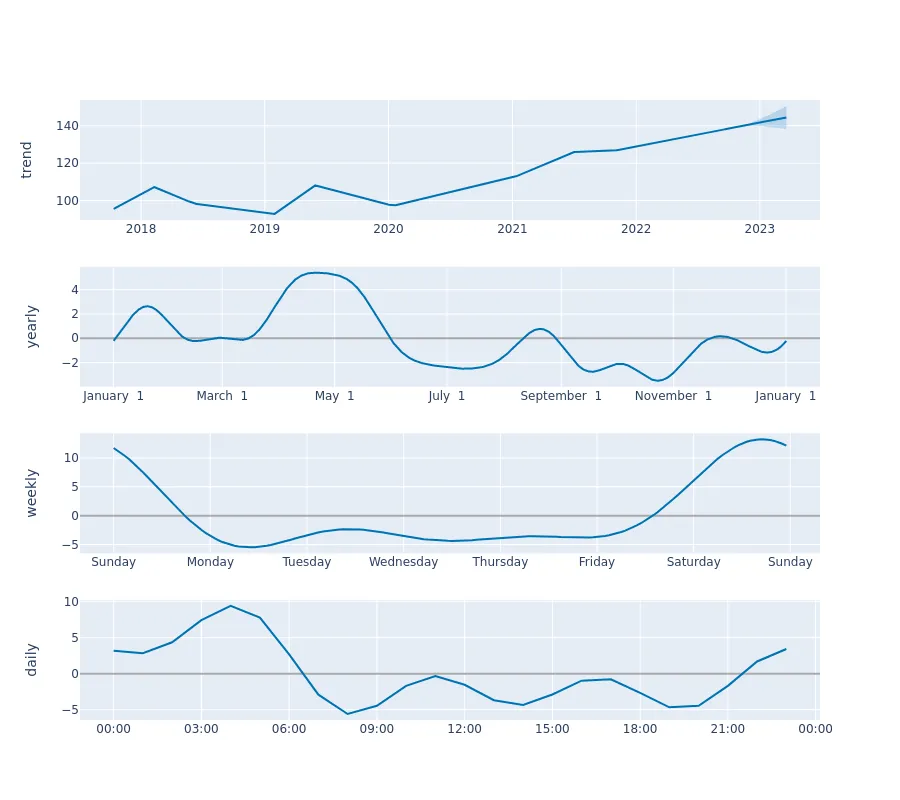 trend
140
120
100
2018 2019 2020 2021 2022 2023
yearly
4
2
0
−2
January 1 March 1 May 1 July 1 September 1 November 1 January 1
weekly
10
5
0
−5
Sunday Monday Tuesday Wednesday Thursday Friday Saturday Sunday
daily
10
5
0
−5
00:00 03:00 06:00 09:00 12:00 15:00 18:00 21:00 00:00